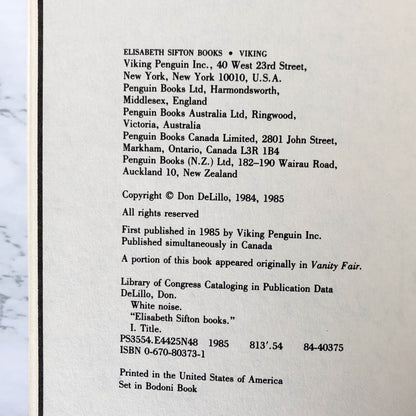 ELISABETH SIFTON BOOKS • VIKING
Viking Penguin Inc., 40 West 23rd Street,
New York, New York 10010, U.S.A.
Penguin Books Ltd, Harmondsworth,
Middlesex, England
Penguin Books Australia Ltd, Ringwood,
Victoria, Australia
Penguin Books Canada Limited, 2801 John Street,
Markham, Ontario, Canada L3R 1B4
Penguin Books (N.Z.) Ltd, 182–190 Wairau Road,
Auckland 10, New Zealand
Copyright © Don DeLillo, 1984, 1985
All rights reserved
First published in 1985 by Viking Penguin Inc.
Published simultaneously in Canada
A portion of this book appeared originally in Vanity Fair.
Library of Congress Cataloging in Publication Data
DeLillo, Don.
White noise.
"Elisabeth Sifton books."
I. Title.
PS3554.E4425N48 1985 813'.54 84-40375
ISBN 0-670-80373-1
Printed in the United States of America
Set in Bodoni Book